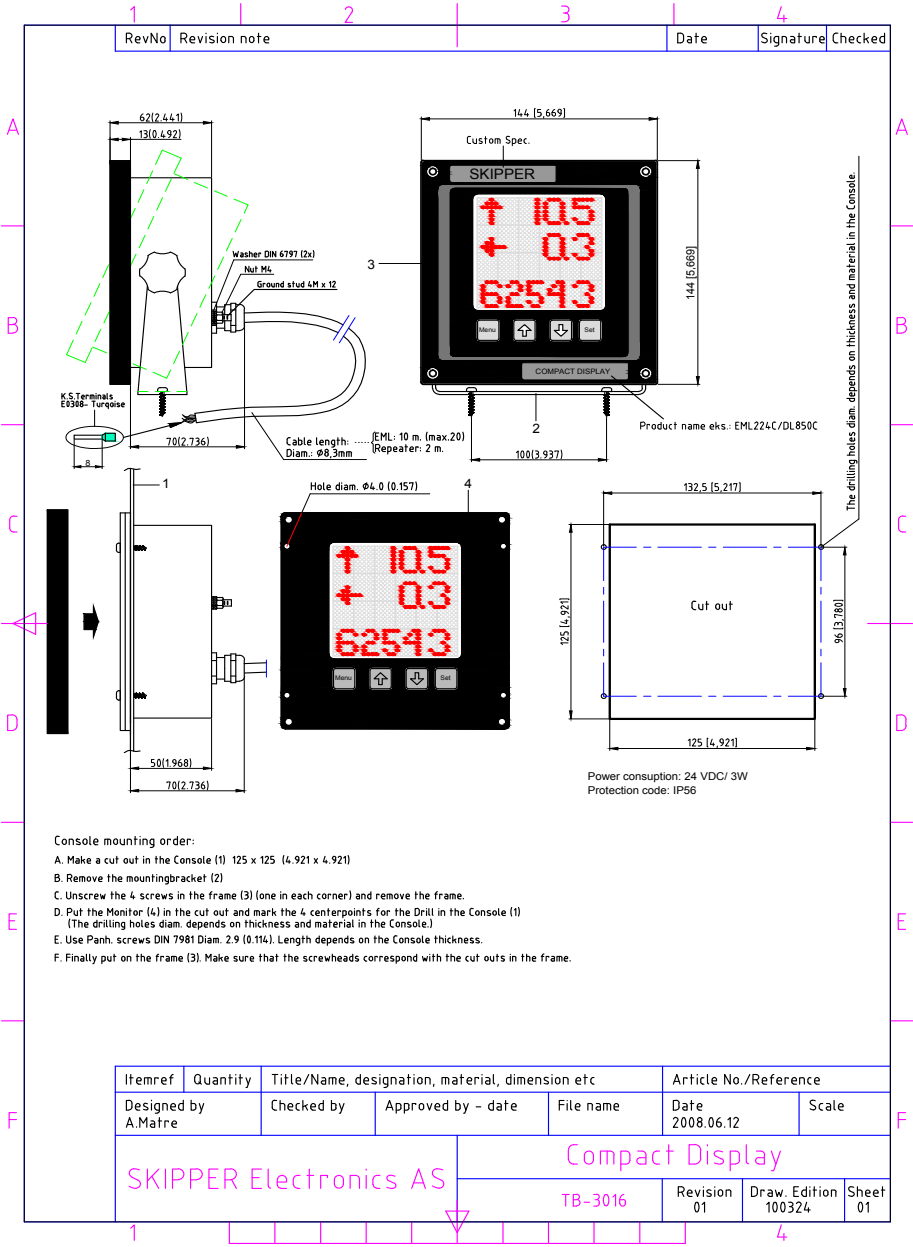 1 2 3 4
RevNo Revision note Date Signature Checked
A A
62(2.441)
13(0.492)
144 [5,669]
Custom Spec.
SKIPPER
10.5
0.3
62543
Menu Set
COMPACT DISPLAY
3
144 [5,669]
The drilling holes diam. depends on thickness and material in the Console.
Washer DIN 6797 (2x)
Nut M4
Ground stud 4M x 12
B B
K.S.Terminals
E0308- Turqoise
8
70(2.736)
Cable length: EML: 10 m. (max.20)
Repeater: 2 m.
Diam.: Ø8,3mm
2
100(3.937)
Product name eks.: EML224C/DL850C
1
Hole diam. Ø4.0 (0.157)
4
132,5 [5,217]
C C
10.5
0.3
62543
Menu Set
125 [4,921]
Cut out
96 [3,780]
125 [4,921]
D D
50(1.968)
70(2.736)
Power consuption: 24 VDC/ 3W
Protection code: IP56
Console mounting order:
A. Make a cut out in the Console (1) 125 x 125 (4.921 x 4.921)
B. Remove the mountingbracket (2)
C. Unscrew the 4 screws in the frame (3) (one in each corner) and remove the frame.
D. Put the Monitor (4) in the cut out and mark the 4 centerpoints for the Drill in the Console (1)
(The drilling holes diam. depends on thickness and material in the Console.)
E. Use Panh. screws DIN 7981 Diam. 2.9 (0.114). Length depends on the Console thickness.
F. Finally put on the frame (3). Make sure that the screwheads correspond with the cut outs in the frame.
E E
Itemref Quantity Title/Name, designation, material, dimension etc Article No./Reference
Designed by Checked by Approved by - date File name Date Scale
A.Matre 2008.06.12
F F
SKIPPER Electronics AS
Compact Display
TB-3016
Revision Draw. Edition Sheet
01 100324 01
1 4